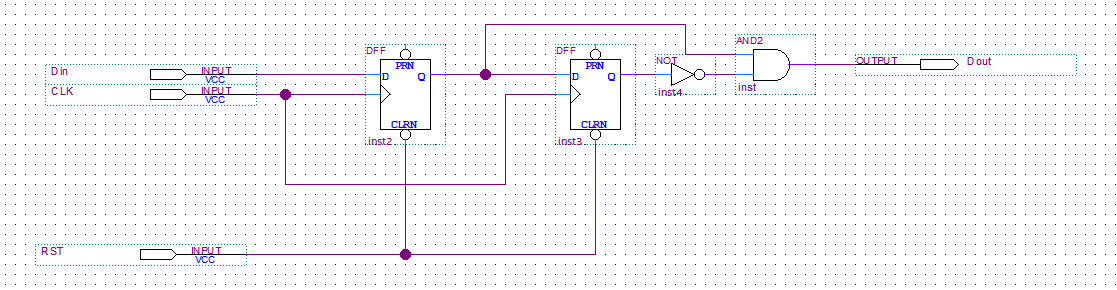 DFF
PRN
D Q
CLRN
inst2
DFF
PRN
D Q
CLRN
inst3
NOT
inst4
AND2
inst
OUTPUT Dout
Din INPUT
VCC
CLK INPUT
VCC
RST INPUT
VCC